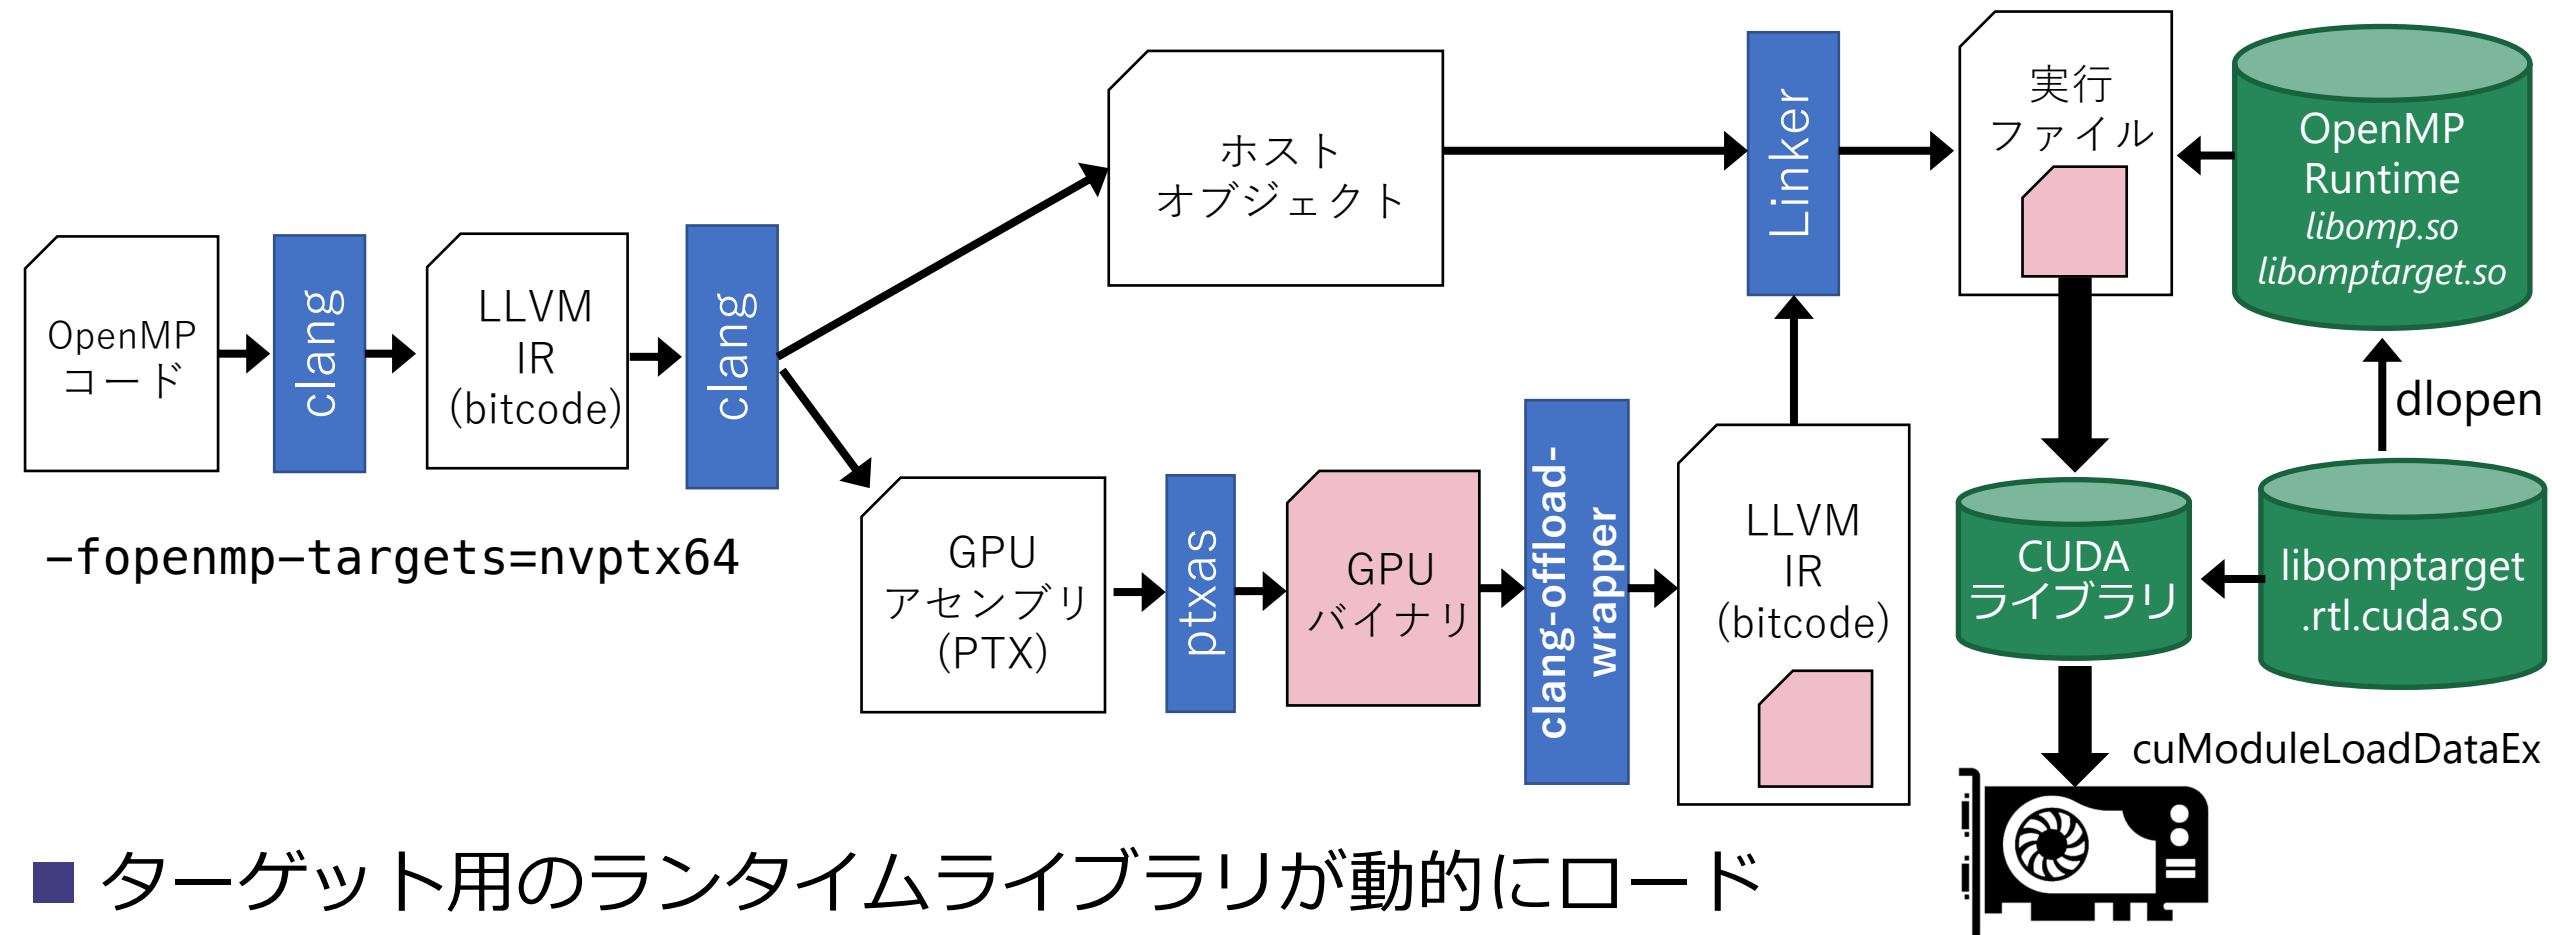 OpenMP
コード
clang
LLVM
IR
(bitcode)
clang
-fopenmp-targets=nvptx64
ホスト
オブジェクト
GPU
アセンブリ
(PTX)
ptxas
GPU
バイナリ
clang-offload-
wrapper
LLVM
IR
(bitcode)
Linker
実行
ファイル
OpenMP
Runtime
libomp.so
libomptarget.so
dlopen
CUDA
ライブラリ
libomptarget
.rtl.cuda.so
cuModuleLoadDataEx
ターゲット用のランタイムライブラリが動的にロード